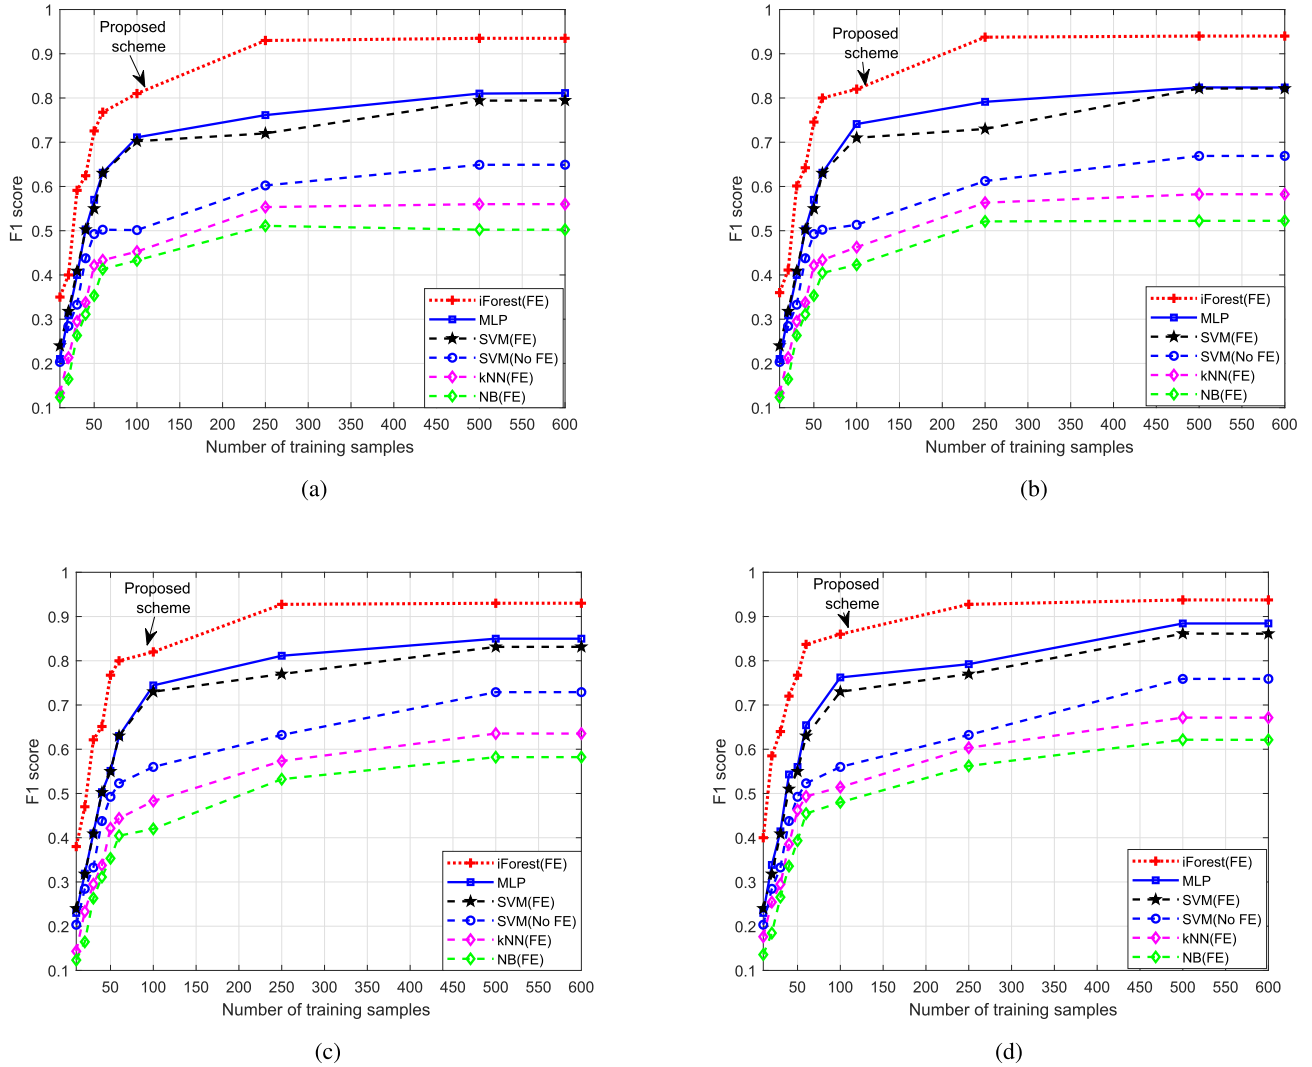 Proposed
scheme
F1 score
1
0.9
0.8
0.7
0.6
0.5
0.4
0.3
0.2
0.1
iForest(FE)
MLP
SVM(FE)
SVM(No FE)
kNN(FE)
NB(FE)
50 100 150 200 250 300 350 400 450 500 550 600
Number of training samples
(a)
Proposed
scheme
F1 score
1
0.9
0.8
0.7
0.6
0.5
0.4
0.3
0.2
0.1
iForest(FE)
MLP
SVM(FE)
SVM(No FE)
kNN(FE)
NB(FE)
50 100 150 200 250 300 350 400 450 500 550 600
Number of training samples
(b)
Proposed
scheme
F1 score
1
0.9
0.8
0.7
0.6
0.5
0.4
0.3
0.2
0.1
iForest(FE)
MLP
SVM(FE)
SVM(No FE)
kNN(FE)
NB(FE)
50 100 150 200 250 300 350 400 450 500 550 600
Number of training samples
(c)
Proposed
scheme
F1 score
1
0.9
0.8
0.7
0.6
0.5
0.4
0.3
0.2
0.1
iForest(FE)
MLP
SVM(FE)
SVM(No FE)
kNN(FE)
NB(FE)
50 100 150 200 250 300 350 400 450 500 550 600
Number of training samples
(d)